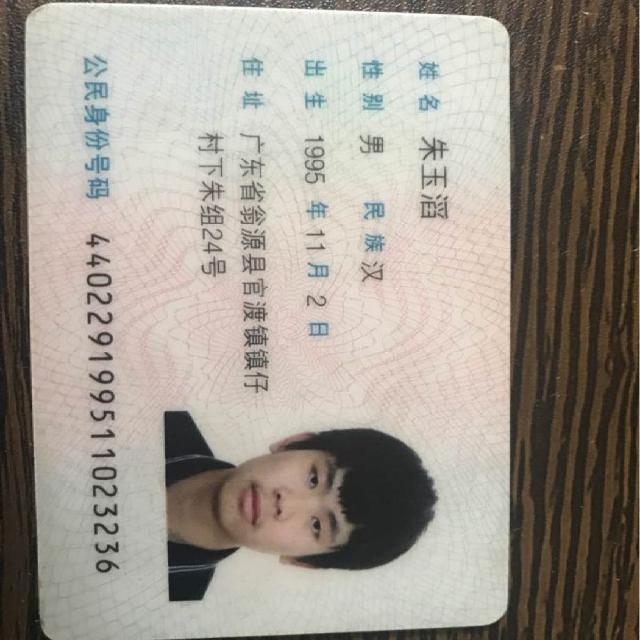 姓名 朱玉滔
性别 男 民族 汉
出生 1995 年 11 月 2 日
住址 广东省翁源县官渡镇镇仔
村下朱组24号
公民身份号码 440229199511023236